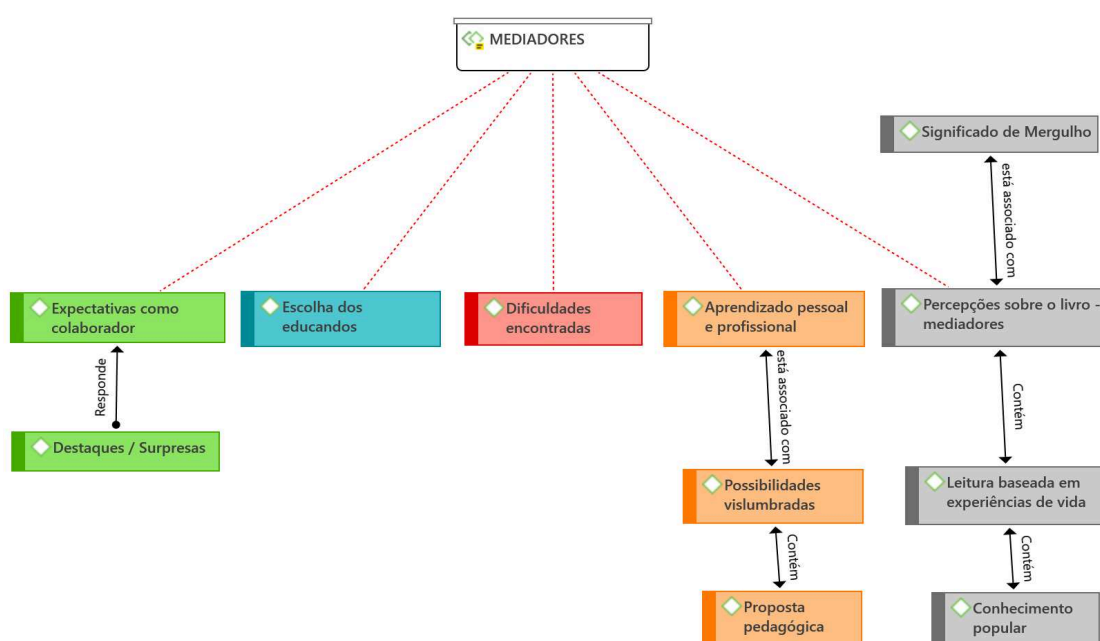 MEDIADORES
Significado de Mergulho
está associado com
Expectativas como
colaborador
Escolha dos
educandos
Dificuldades
encontradas
Aprendizado pessoal
e profissional
Percepções sobre o livro -
mediadores
Responde
está associado com
Contém
Destaques / Surpresas
Possibilidades
vislumbradas
Leitura baseada em
experiências de vida
Contém
Contém
Proposta
pedagógica
Conhecimento
popular